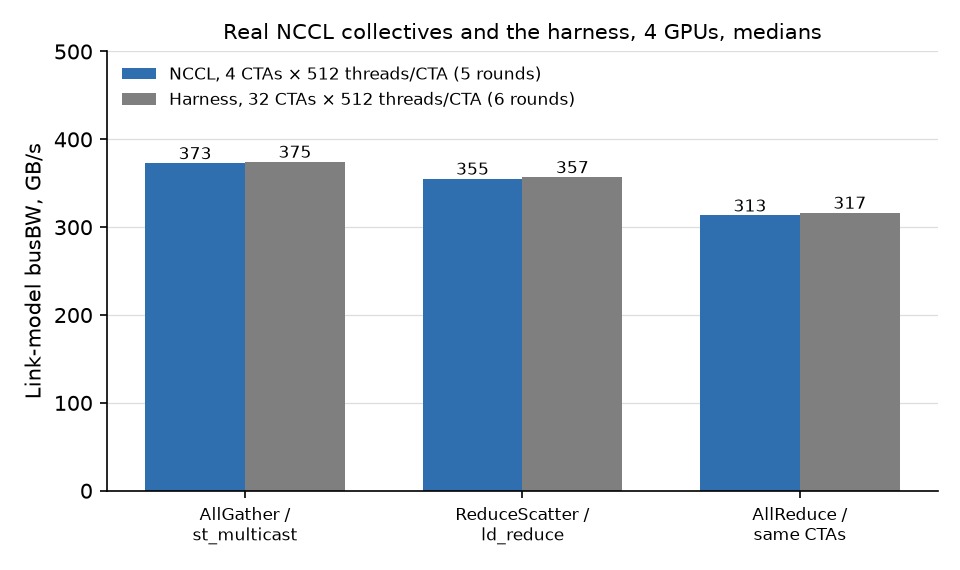 Real NCCL collectives and the harness, 4 GPUs, medians
Link-model busBW, GB/s
500
400
300
200
100
0
NCCL, 4 CTAs × 512 threads/CTA (5 rounds)
Harness, 32 CTAs × 512 threads/CTA (6 rounds)
373
375
355
357
313
317
AllGather /
st_multicast
ReduceScatter /
ld_reduce
AllReduce /
same CTAs